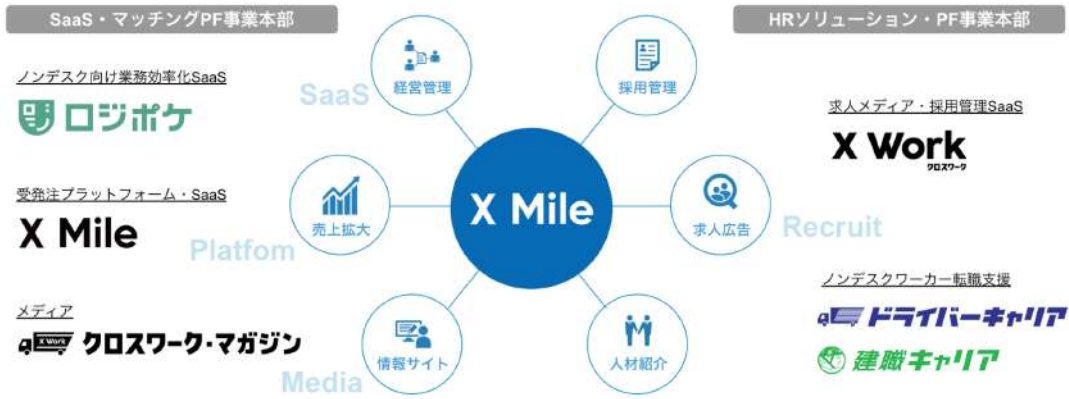 SaaS・マッチングPF事業本部
HRソリューション・PF事業本部
ノンデスク向け業務効率化SaaS
ロジポケ
受発注プラットフォーム・SaaS
X Mile
メディア
X Work
クロスワーク・マガジン
SaaS
Platfom
Media
経営管理
採用管理
売上拡大
X Mile
求人広告
情報サイト
人材紹介
Recruit
求人メディア・採用管理SaaS
X Work
クロスワーク
ノンデスクワーカー転職支援
ドライバーキャリア
建職キャリア